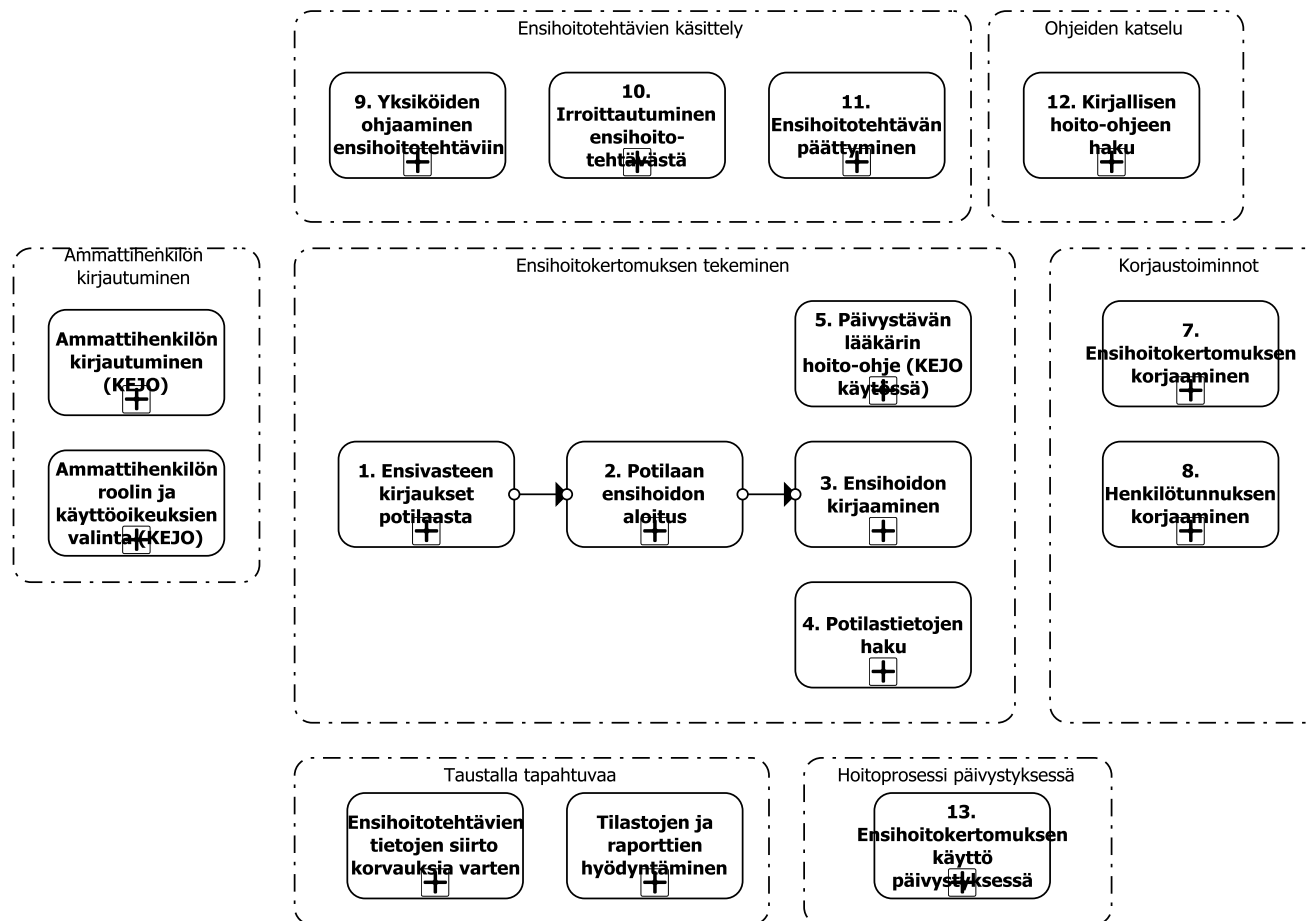 Ensihoitotehtävien käsittely
9. Yksiköiden
ohjaaminen
ensihoitotehtäviin
10.
Irroittautuminen
ensihoito-
tehtävästä
11.
Ensihoitotehtävän
päättyminen
Ohjeiden katselu
12. Kirjallisen
hoito-ohjeen
haku
Ammattihenkilön
kirjautuminen
Ammattihenkilön
kirjautuminen
(KEJO)
Ammattihenkilön
roolin ja
käyttöoikeuksien
valinta (KEJO)
Ensihoitokertomuksen tekeminen
1. Ensivasteen
kirjaukset
potilaasta
2. Potilaan
ensihoidon
aloitus
5. Päivystävän
lääkärin
hoito-ohje (KEJO
käytössä)
3. Ensihoidon
kirjaaminen
4. Potilastietojen
haku
Korjaustoiminnot
7.
Ensihoitokertomuksen
korjaaminen
8.
Henkilötunnuksen
korjaaminen
Taustalla tapahtuvaa
Ensihoitotehtävien
tietojen siirto
korvauksia varten
Tilastojen ja
raporttien
hyödyntäminen
Hoitoprosessi päivystyksessä
13.
Ensihoitokertomuksen
käyttö
päivystyksessä